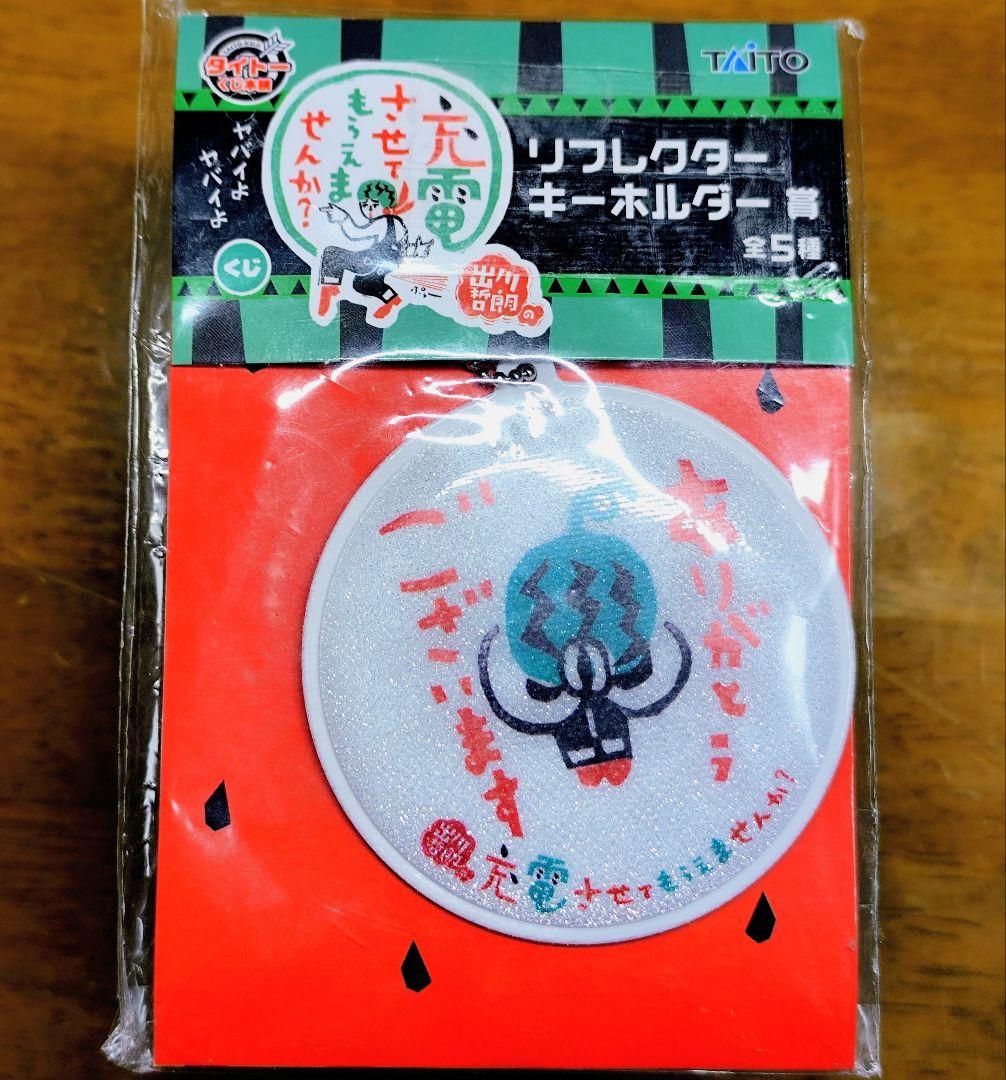 タイトー
くじ本舗
TAITO
ヤバイよ
ヤバイよ
充電
させて
もらえま
せんか?
出川
哲朗の
くじ
リフレクター
キーホルダー賞
全5種
ありがとう
ございます
充電させてもらえませんか?